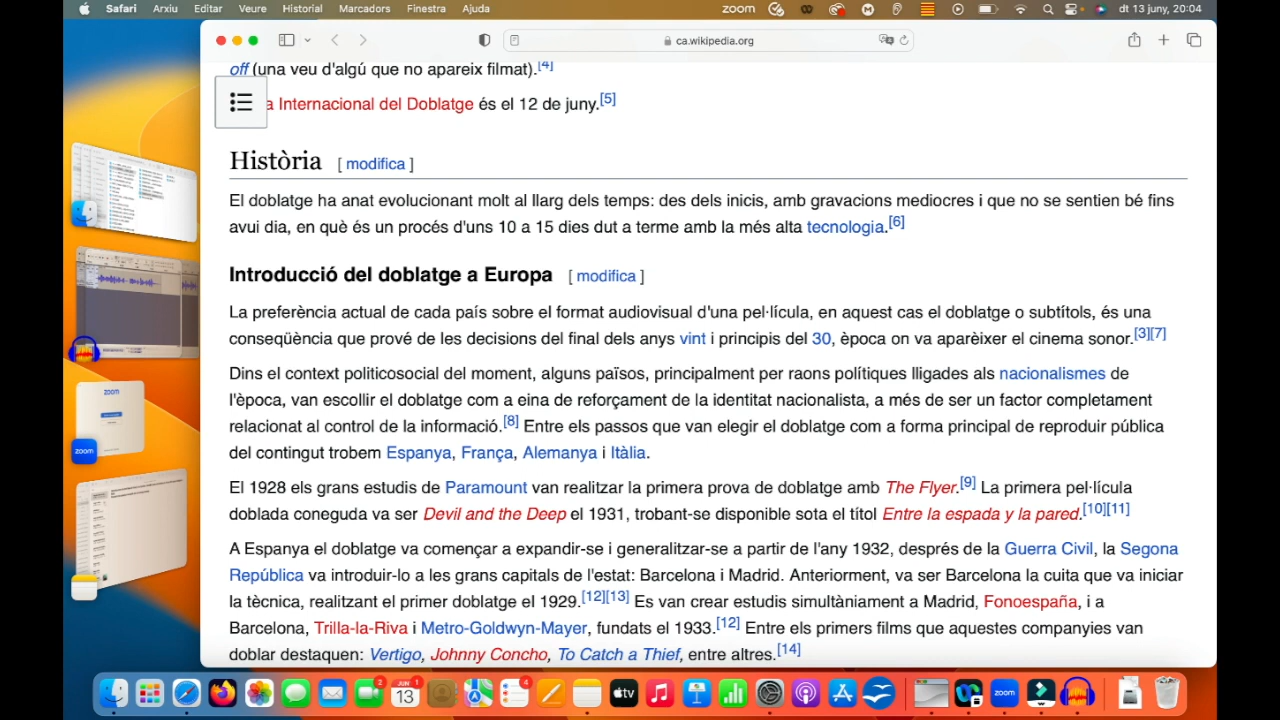 Safari Arxiu Editar Veure Historial Marcadors Finestra Ajuda zoom dt 13 juny, 20:04
ca.wikipedia.org
off (una veu d'algú que no apareix filmat).[4]
a Internacional del Doblatge és el 12 de juny.[5]
Història [ modifica ]
El doblatge ha anat evolucionant molt al llarg dels temps: des dels inicis, amb gravacions mediocres i que no se sentien bé fins
avui dia, en què és un procés d'uns 10 a 15 dies dut a terme amb la més alta tecnologia.[6]
Introducció del doblatge a Europa [ modifica ]
La preferència actual de cada país sobre el format audiovisual d'una pel·lícula, en aquest cas el doblatge o subtítols, és una
conseqüència que prové de les decisions del final dels anys vint i principis del 30, època on va aparèixer el cinema sonor.[3][7]
Dins el context politicosocial del moment, alguns països, principalment per raons polítiques lligades als nacionalismes de
l'època, van escollir el doblatge com a eina de reforçament de la identitat nacionalista, a més de ser un factor completament
relacionat al control de la informació.[8] Entre els passos que van elegir el doblatge com a forma principal de reproduir pública
del contingut trobem Espanya, França, Alemanya i Itàlia.
El 1928 els grans estudis de Paramount van realitzar la primera prova de doblatge amb The Flyer.[9] La primera pel·lícula
doblada coneguda va ser Devil and the Deep el 1931, trobant-se disponible sota el títol Entre la espada y la pared.[10][11]
A Espanya el doblatge va començar a expandir-se i generalitzar-se a partir de l'any 1932, després de la Guerra Civil, la Segona
República va introduir-lo a les grans capitals de l'estat: Barcelona i Madrid. Anteriorment, va ser Barcelona la cuita que va iniciar
la tècnica, realitzant el primer doblatge el 1929.[12][13] Es van crear estudis simultàniament a Madrid, Fonoespaña, i a
Barcelona, Trilla-la-Riva i Metro-Goldwyn-Mayer, fundats el 1933.[12] Entre els primers films que aquestes companyies van
doblar destaquen: Vertigo, Johnny Concho, To Catch a Thief, entre altres.[14]
zoom
zoom
JUN 1
13
2
4
tv
zoom